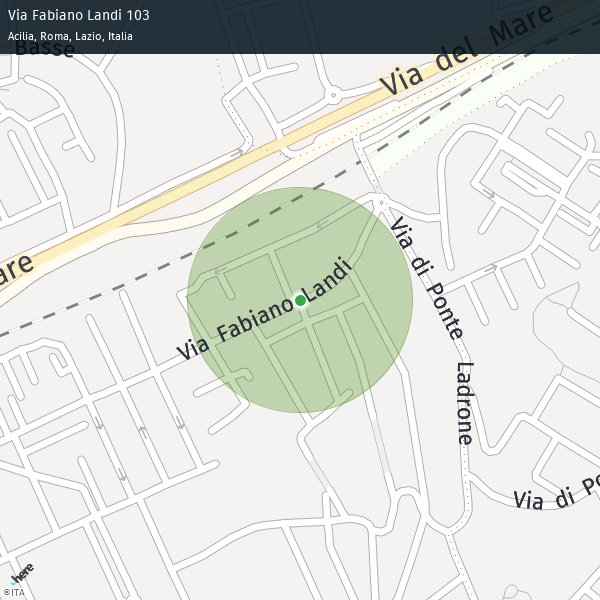 Via Fabiano Landi 103
Acilia, Roma, Lazio, Italia
Basse
Via del Mare
are
Via di Ponte Ladrone
Via Fabiano Landi
Via di Po
here
©ITA